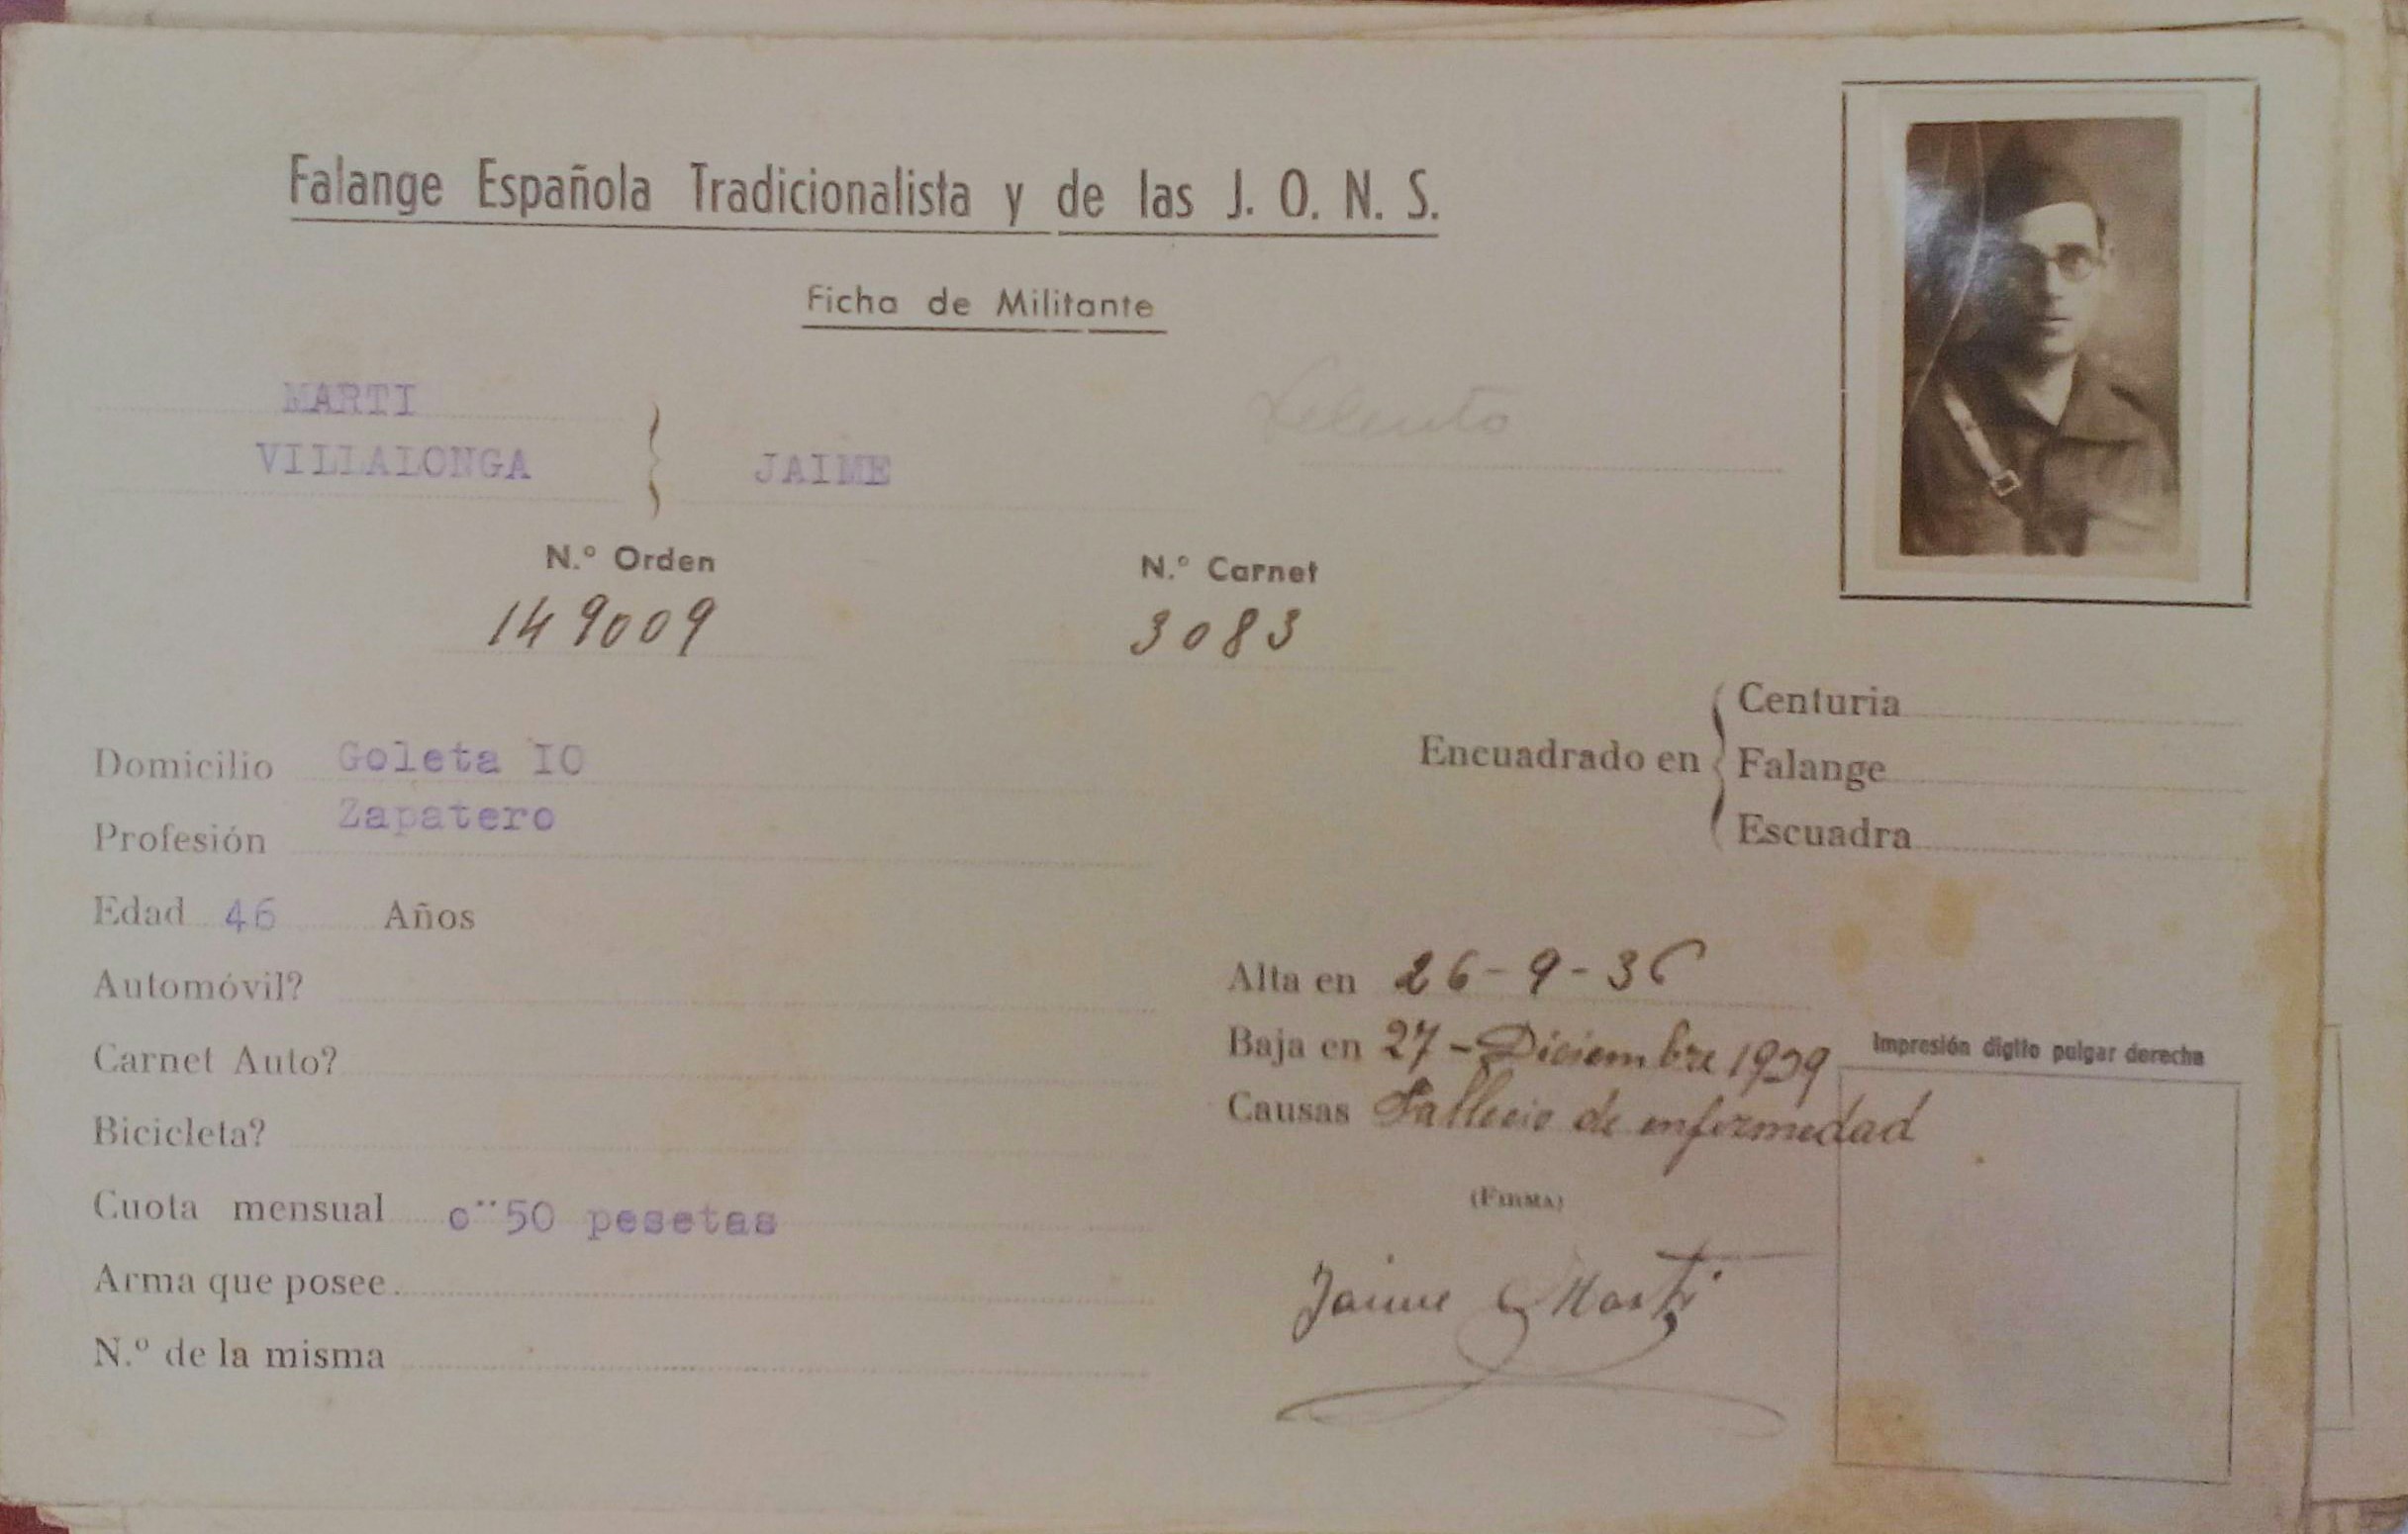 Falange Española Tradicionalista y de las J. O. N. S.
Ficha de Militante
MARTI
VILLALONGA JAIME
N.º Orden N.º Carnet
149009 3083
Encuadrado en
Centuria
Falange
Escuadra
Domicilio Goleta IO
Profesión Zapatero
Edad 46 Años
Automóvil?
Carnet Auto?
Bicicleta?
Cuota mensual o¨50 pesetas
Arma que posee.
N.º de la misma
Alta en 26-9-36
Baja en 27-Diciembre 1939
Causas Fallecio de enfermedad
(FIRMA)
Jaime Marti
Impresión digito pulgar derecha